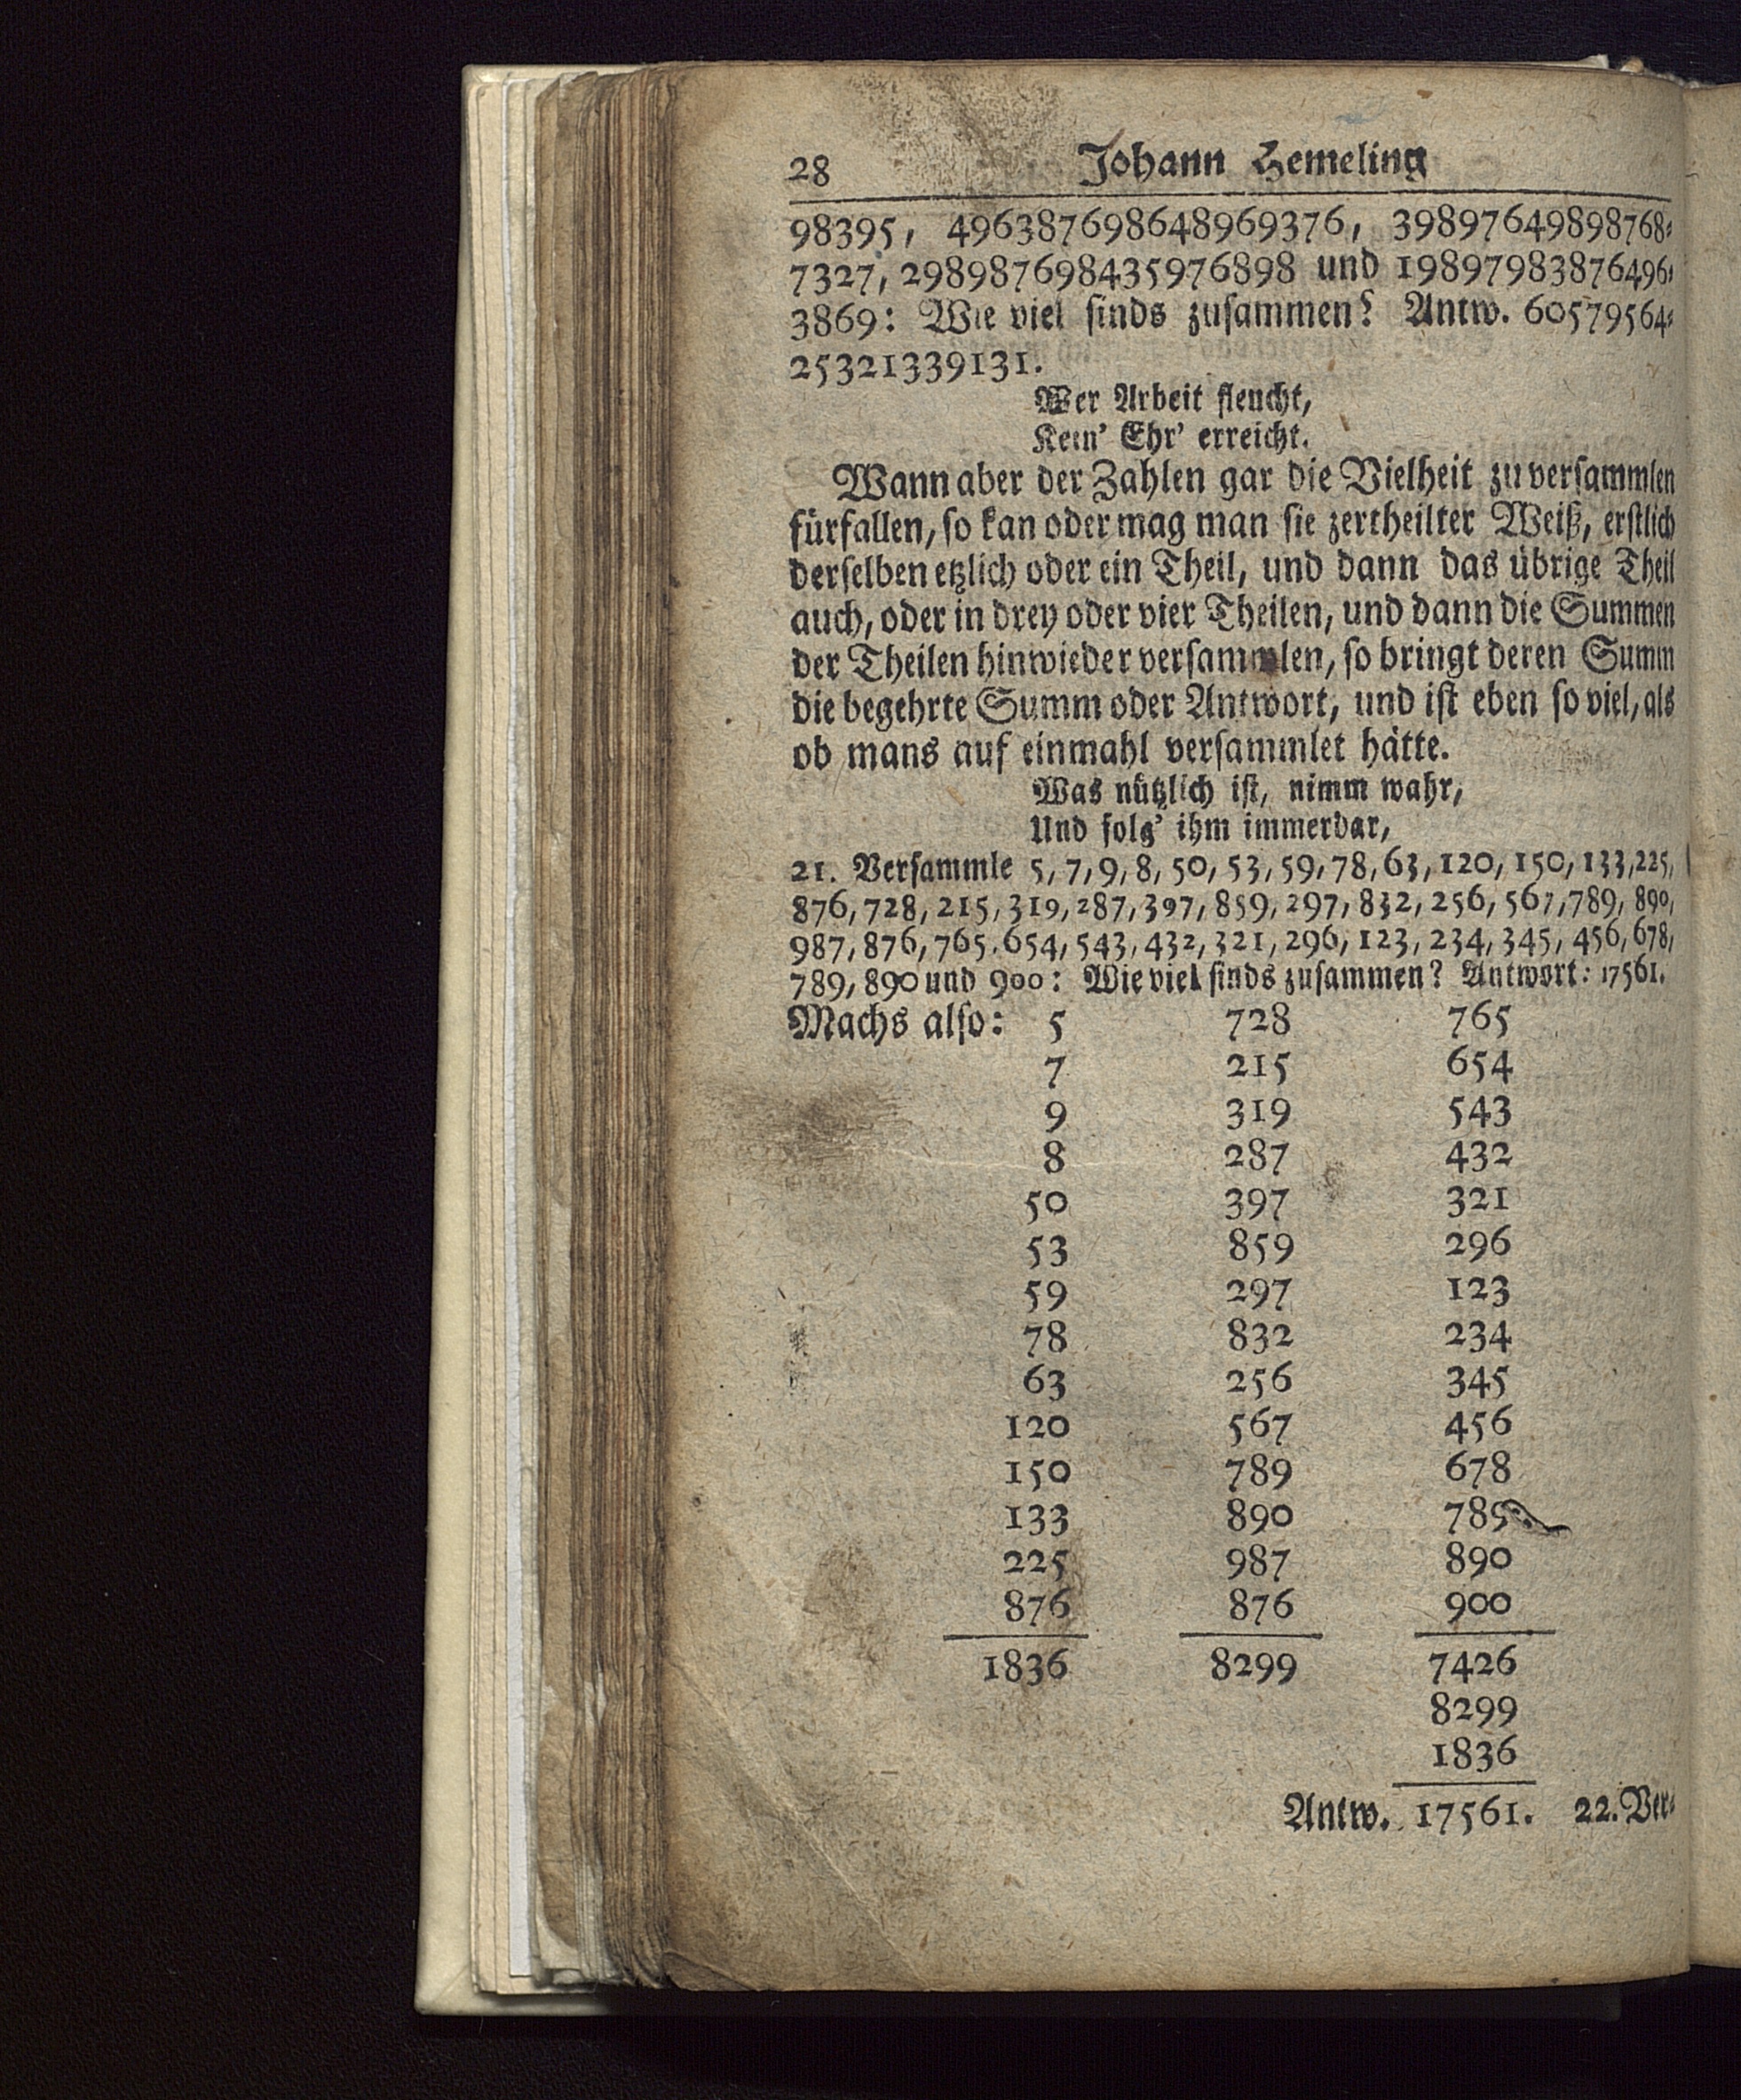 28 Johann Hemeling
98395, 496387698648969376, 39897649898768⸗
7327, 298987698435976898 und 19897983876496⸗
3869: Wie viel sinds zusammen? Antw. 60579564⸗
25321339131.
Wer Arbeit fleucht,
Kein' Ehr' erreicht.
Wann aber der Zahlen gar die Vielheit zu versammlen
fürfallen, so kan oder mag man sie zertheilter Weiß, erstlich
derselben etzlich oder ein Theil, und dann das übrige Theil
auch, oder in drey oder vier Theilen, und dann die Summen
der Theilen hinwieder versammlen, so bringt deren Summ
die begehrte Summ oder Antwort, und ist eben so viel, als
ob mans auf einmahl versammlet hätte.
Was nützlich ist, nimm wahr,
Und folg' ihm immerdar,
21. Versammle 5, 7, 9, 8, 50, 53, 59, 78, 63, 120, 150, 133, 225,
876, 728, 215, 319, 287, 397, 859, 297, 832, 256, 567, 789, 890,
987, 876, 765. 654, 543, 432, 321, 296, 123, 234, 345, 456, 678,
789, 890 und 900: Wie viel sinds zusammen? Antwort: 17561.
Machs also: 5 728 765
7 215 654
9 319 543
8 287 432
50 397 321
53 859 296
59 297 123
78 832 234
63 256 345
120 567 456
150 789 678
133 890 789
225 987 890
876 876 900
1836 8299 7426
8299
1836
Antw. 17561. 22. Ver⸗